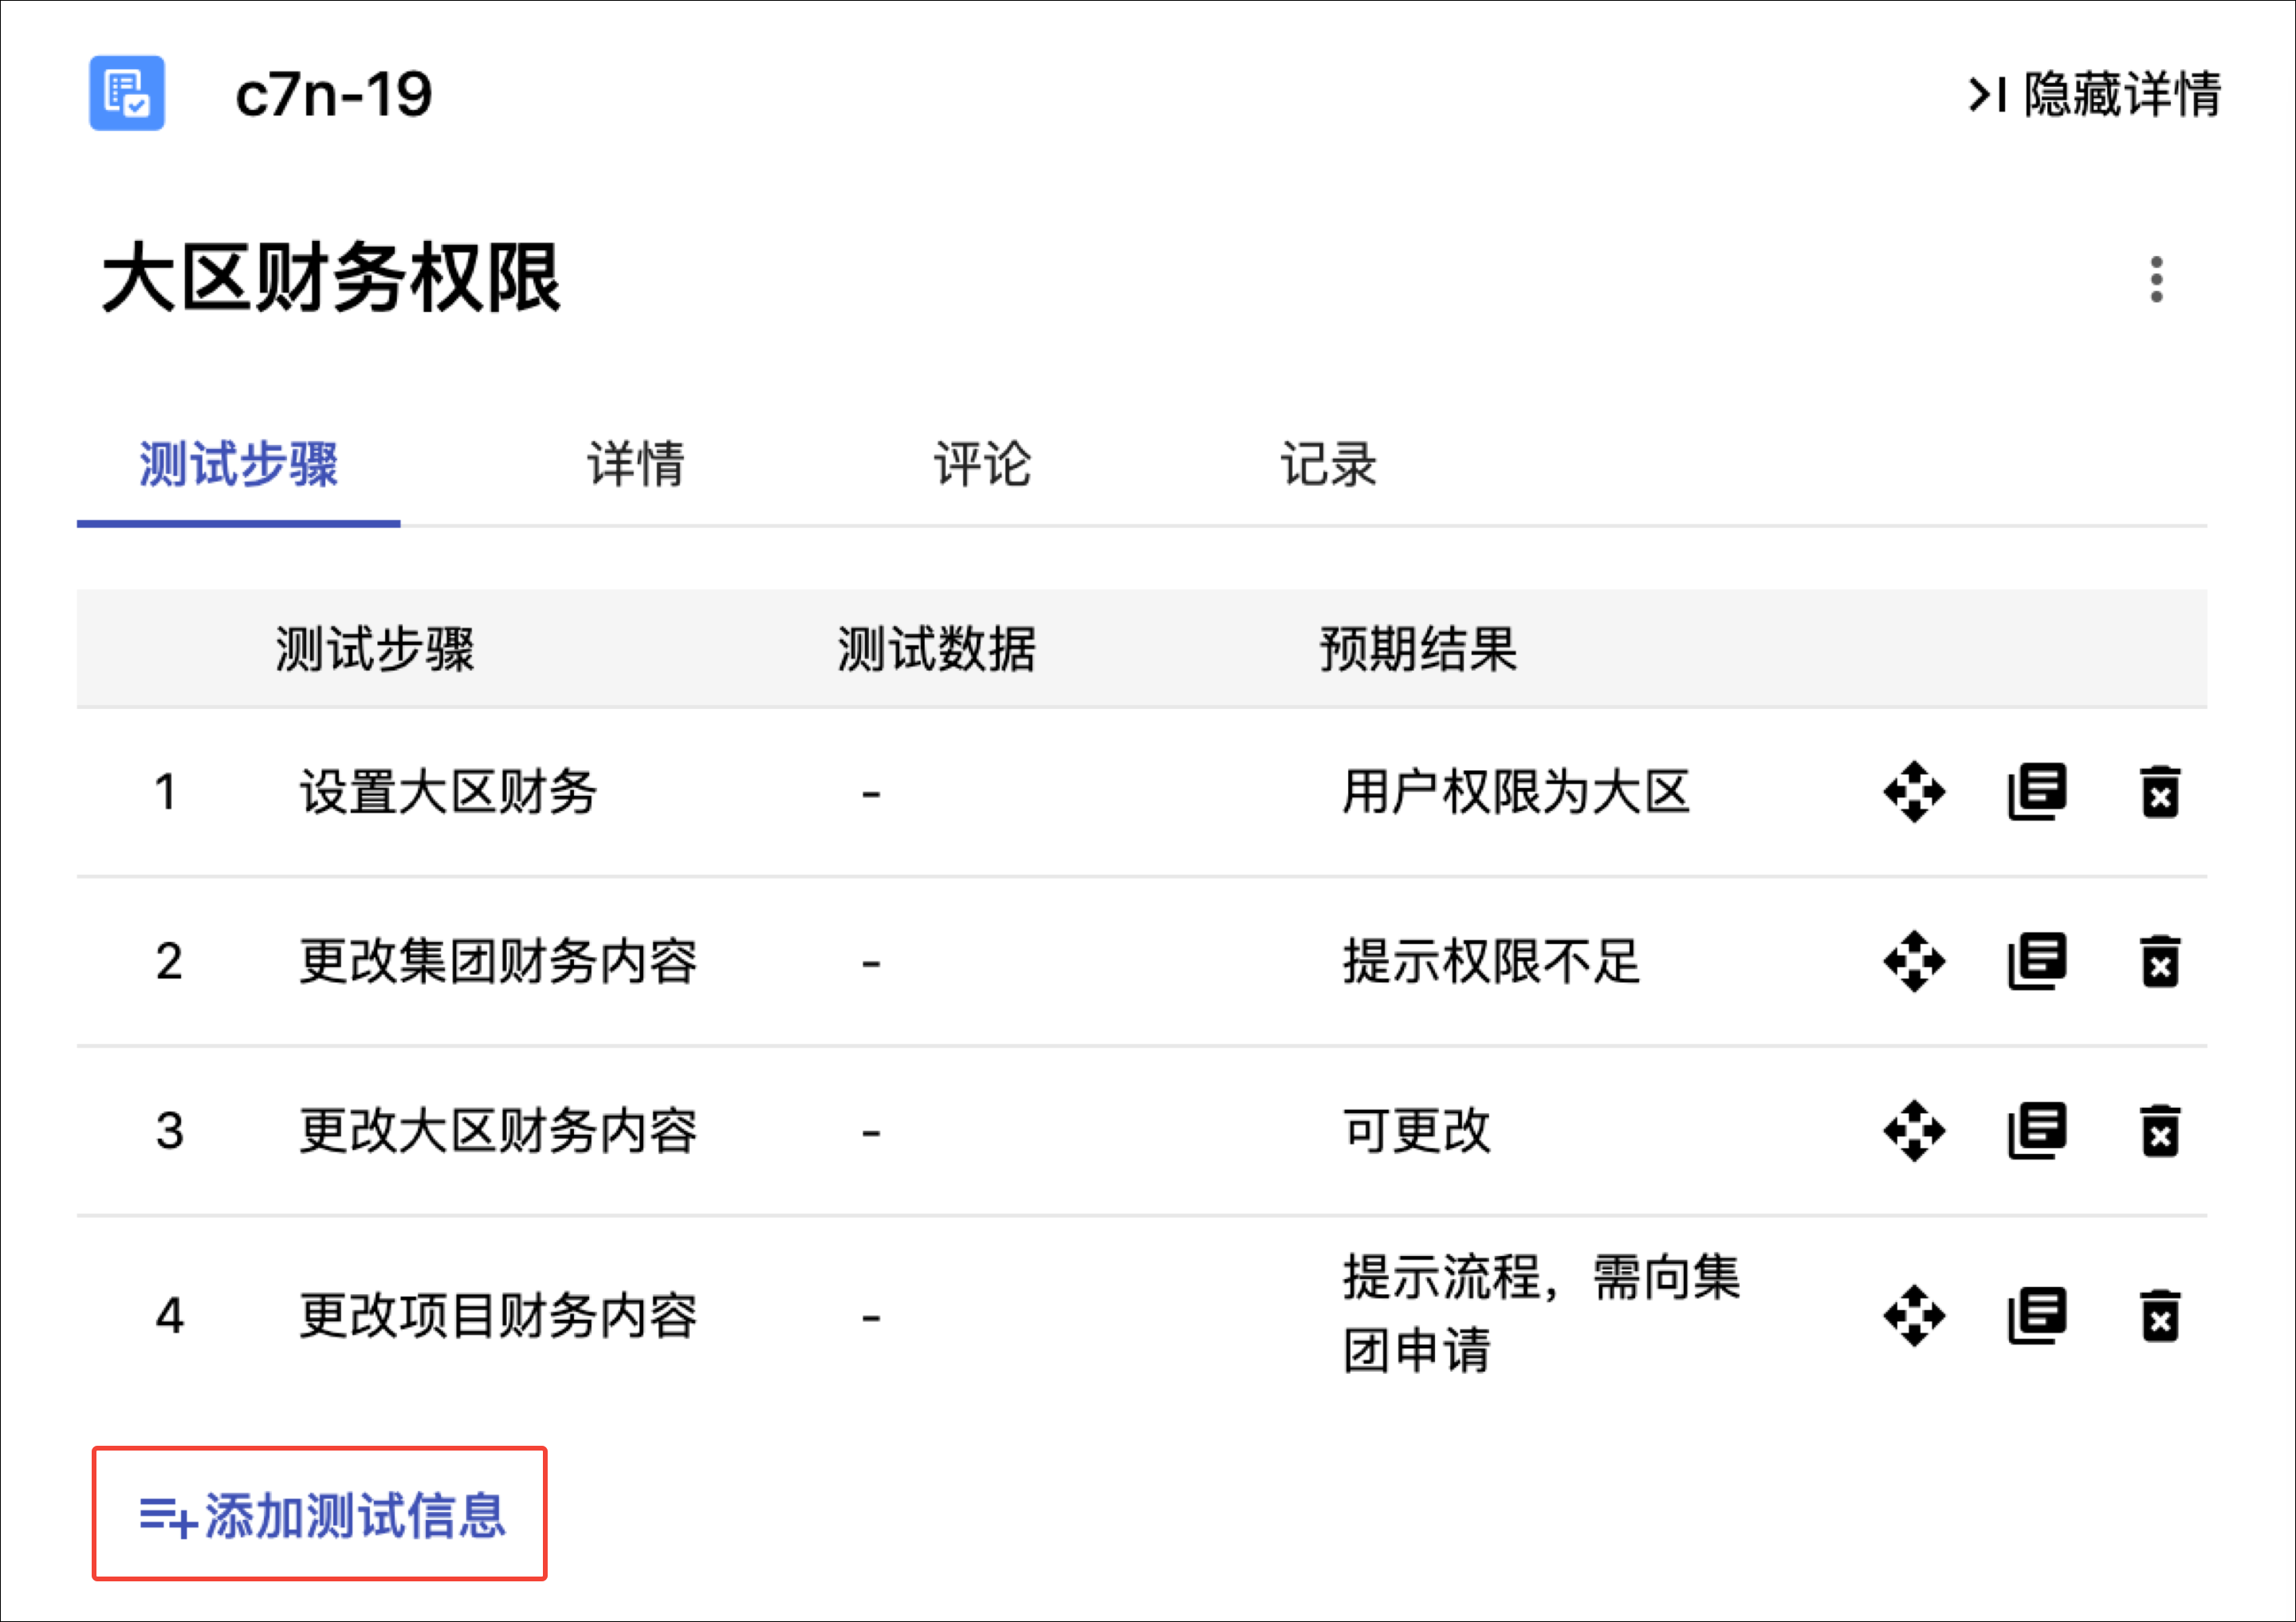 c7n-19
隐藏详情
大区财务权限
测试步骤 详情 评论 记录
测试步骤 测试数据 预期结果
1 设置大区财务 - 用户权限为大区
2 更改集团财务内容 - 提示权限不足
3 更改大区财务内容 - 可更改
4 更改项目财务内容 - 提示流程，需向集
团申请
添加测试信息